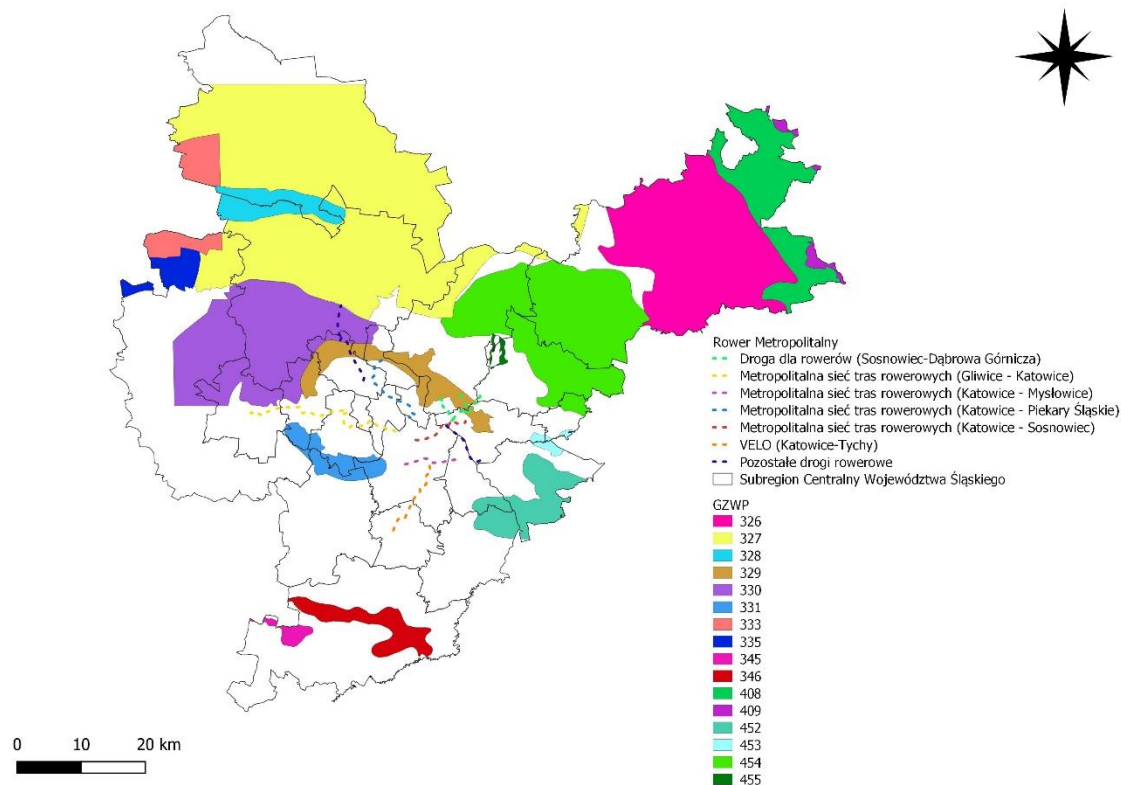 Rower Metropolitalny
Droga dla rowerów (Sosnowiec-Dąbrowa Górnicza)
Metropolitalna sieć tras rowerowych (Gliwice - Katowice)
Metropolitalna sieć tras rowerowych (Katowice - Mysłowice)
Metropolitalna sieć tras rowerowych (Katowice - Piekary Śląskie)
Metropolitalna sieć tras rowerowych (Katowice - Sosnowiec)
VELO (Katowice-Tychy)
Pozostałe drogi rowerowe
Subregion Centralny Województwa Śląskiego
GZWP
326
327
328
329
330
331
333
335
345
346
408
409
452
453
454
455
0 10 20 km